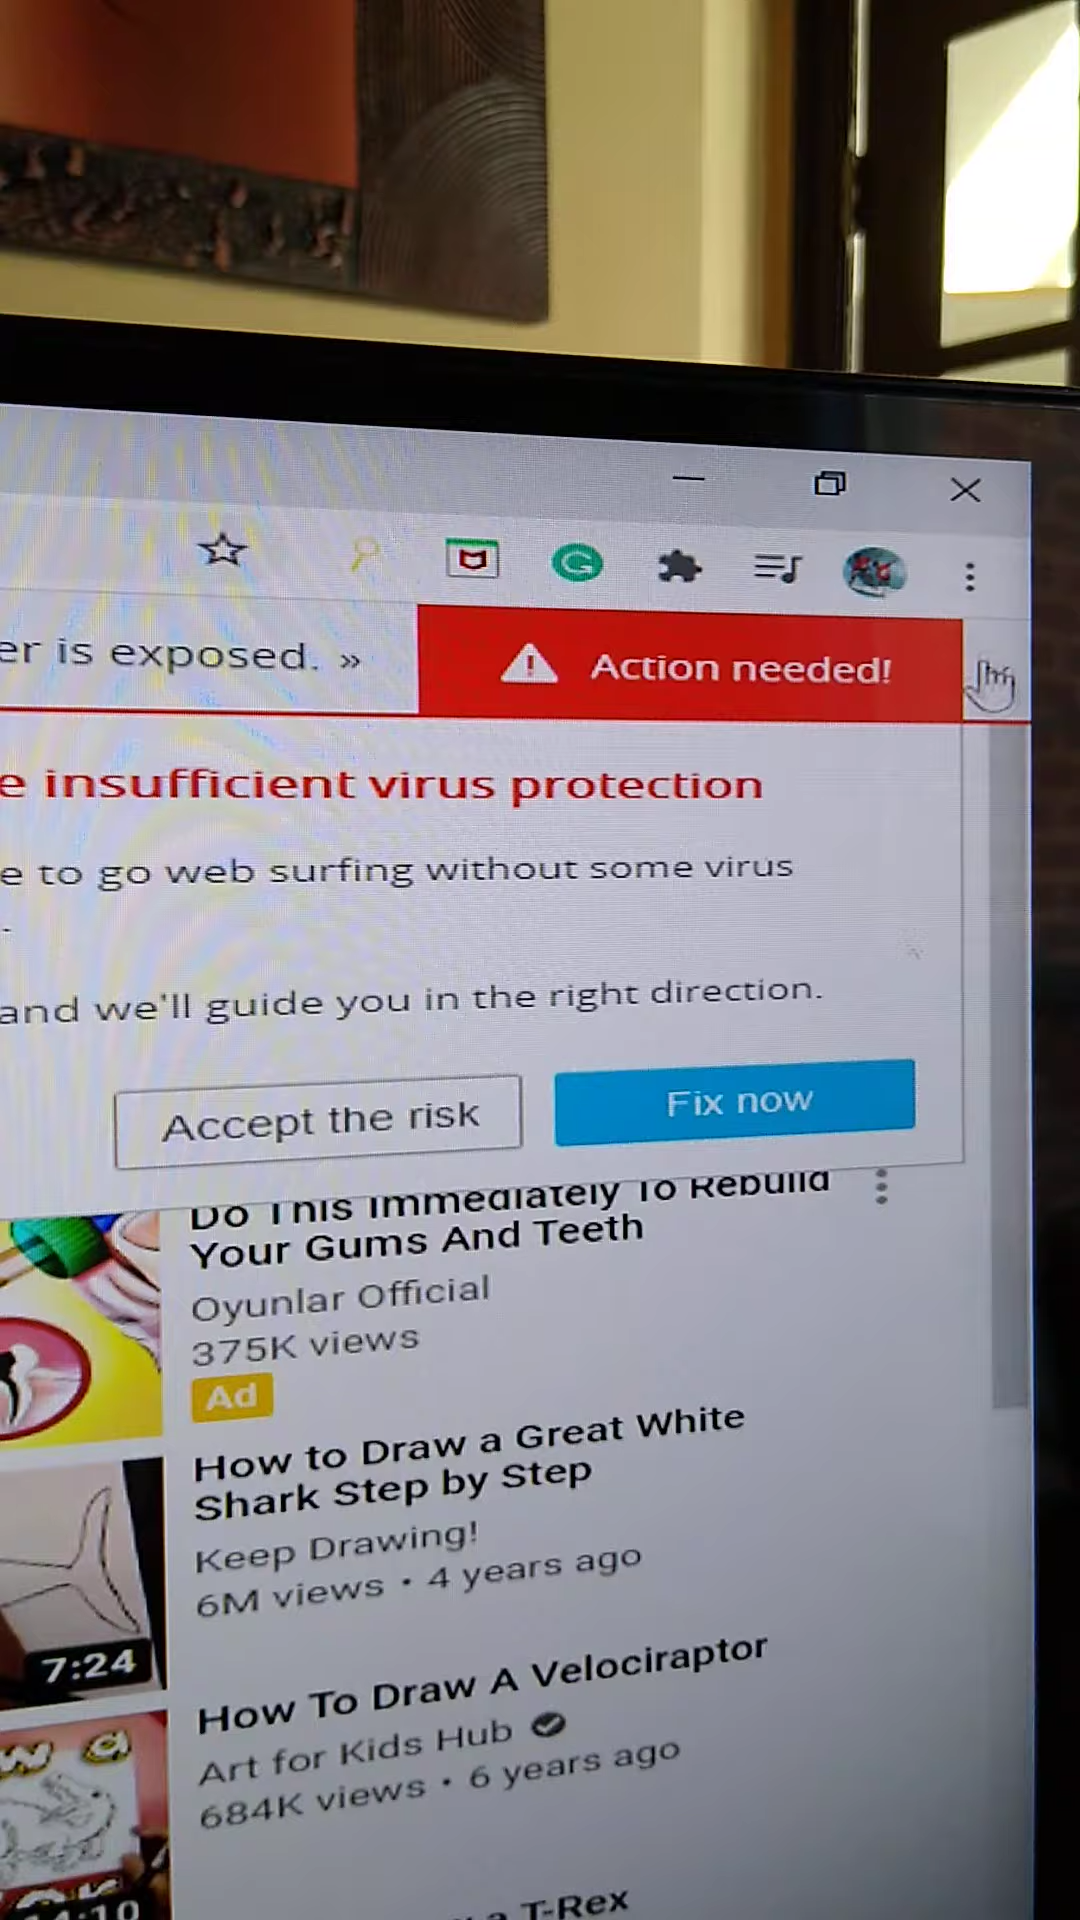 er is exposed. »
Action needed!
e insufficient virus protection
e to go web surfing without some virus
and we'll guide you in the right direction.
Accept the risk
Fix now
Do This Immediately To Rebuild
Your Gums And Teeth
Oyunlar Official
375K views
Ad
How to Draw a Great White
Shark Step by Step
Keep Drawing!
6M views • 4 years ago
7:24
How To Draw A Velociraptor
Art for Kids Hub
684K views • 6 years ago
a T-Rex